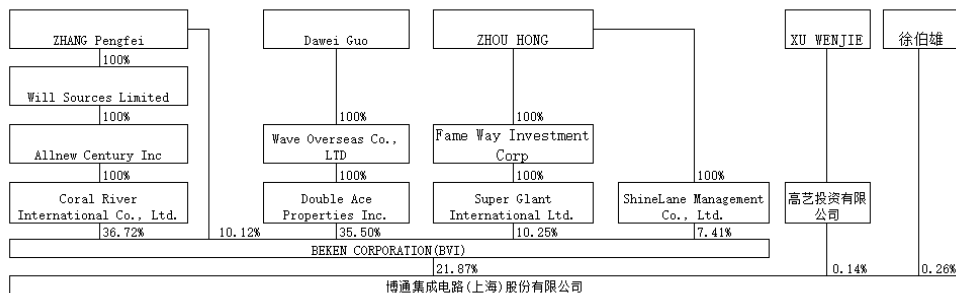 ZHANG Pengfei
Dawei Guo
ZHOU HONG
XU WENJIE
徐伯雄
100%
Will Sources Limited
100%
100%
100%
Allnew Century Inc
Wave Overseas Co.,
LTD
Fame Way Investment
Corp
100%
100%
100%
100%
Coral River
International Co., Ltd.
Double Ace
Properties Inc.
Super Glant
International Ltd.
ShineLane Management
Co., Ltd.
高艺投资有限
公司
36.72%
10.12%
35.50%
10.25%
7.41%
BEKEN CORPORATION(BVI)
21.87%
0.14%
0.26%
博通集成电路(上海)股份有限公司